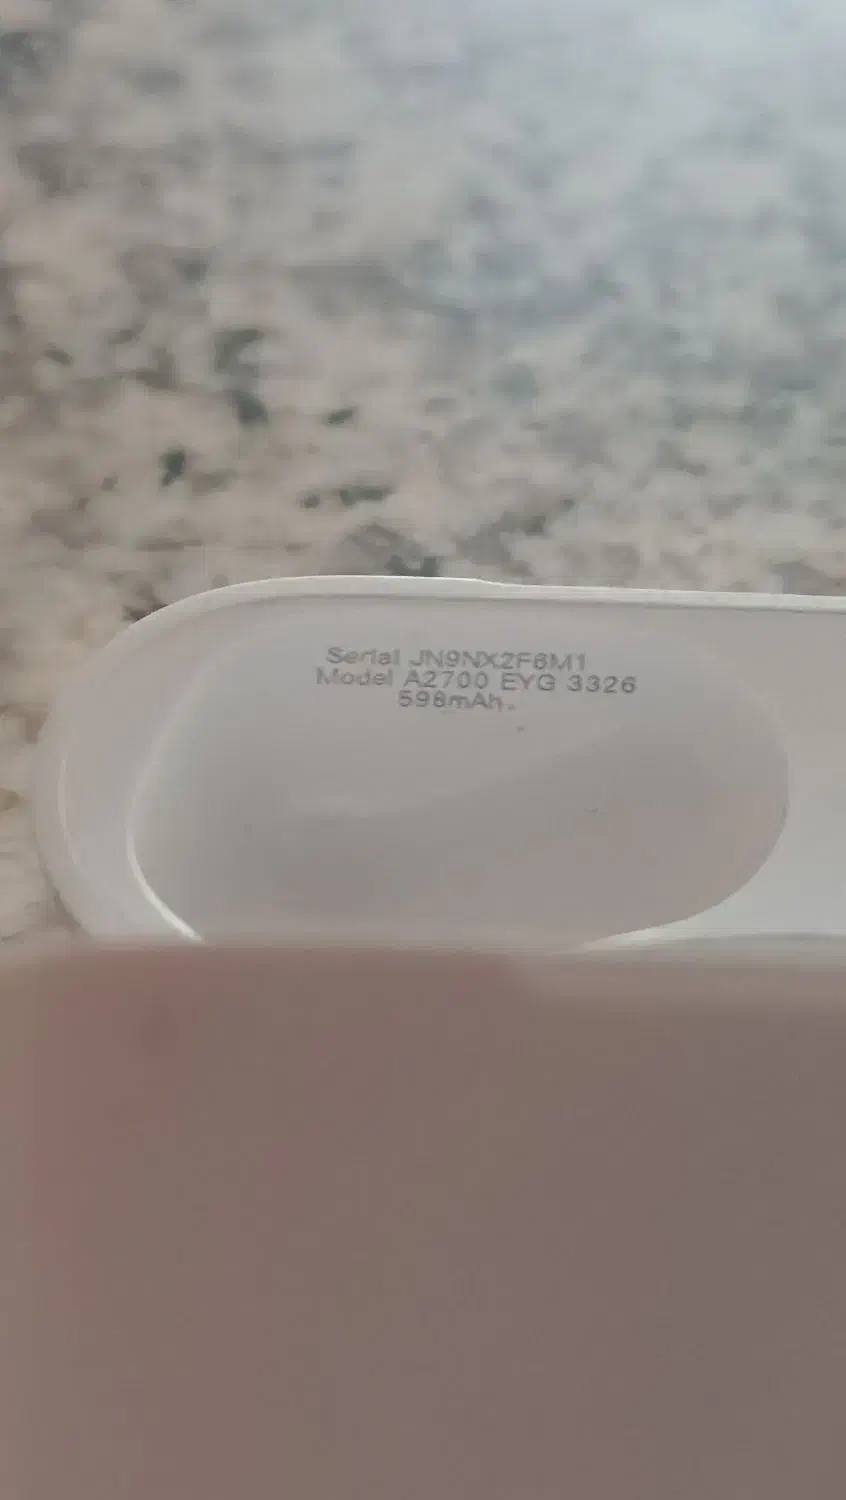 Serial JN9NX2F6M1
Model A2700 EYG 3326
598mAh.